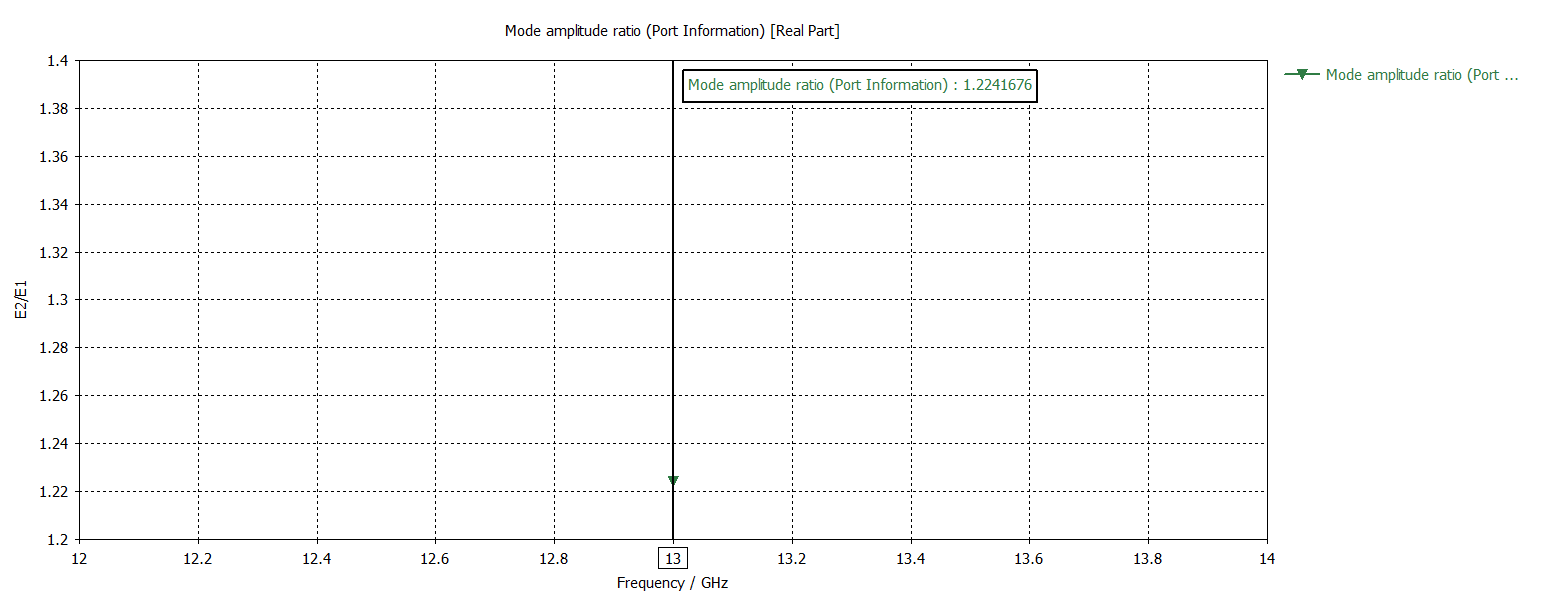 Mode amplitude ratio (Port Information) [Real Part]
Mode amplitude ratio (Port Information) : 1.2241676
Mode amplitude ratio (Port ...
1.4
1.38
1.36
1.34
1.32
1.3
1.28
1.26
1.24
1.22
1.2
E2/E1
12 12.2 12.4 12.6 12.8 13 13.2 13.4 13.6 13.8 14
Frequency / GHz